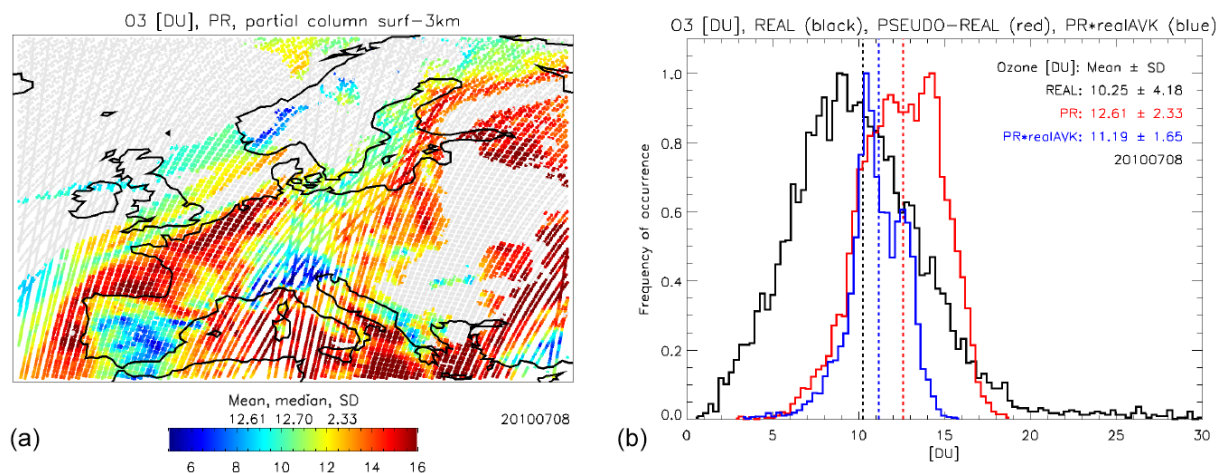 O3 [DU], PR, partial column surf-3km
Mean, median, SD
12.61 12.70 2.33
20100708
(a)
6 8 10 12 14 16
O3 [DU], REAL (black), PSEUDO-REAL (red), PR*realAVK (blue)
Ozone [DU]: Mean ± SD
REAL: 10.25 ± 4.18
PR: 12.61 ± 2.33
PR*realAVK: 11.19 ± 1.65
20100708
Frequency of occurrence
1.0
0.8
0.6
0.4
0.2
0.0
0 5 10 15 20 25 30
[DU]
(b)